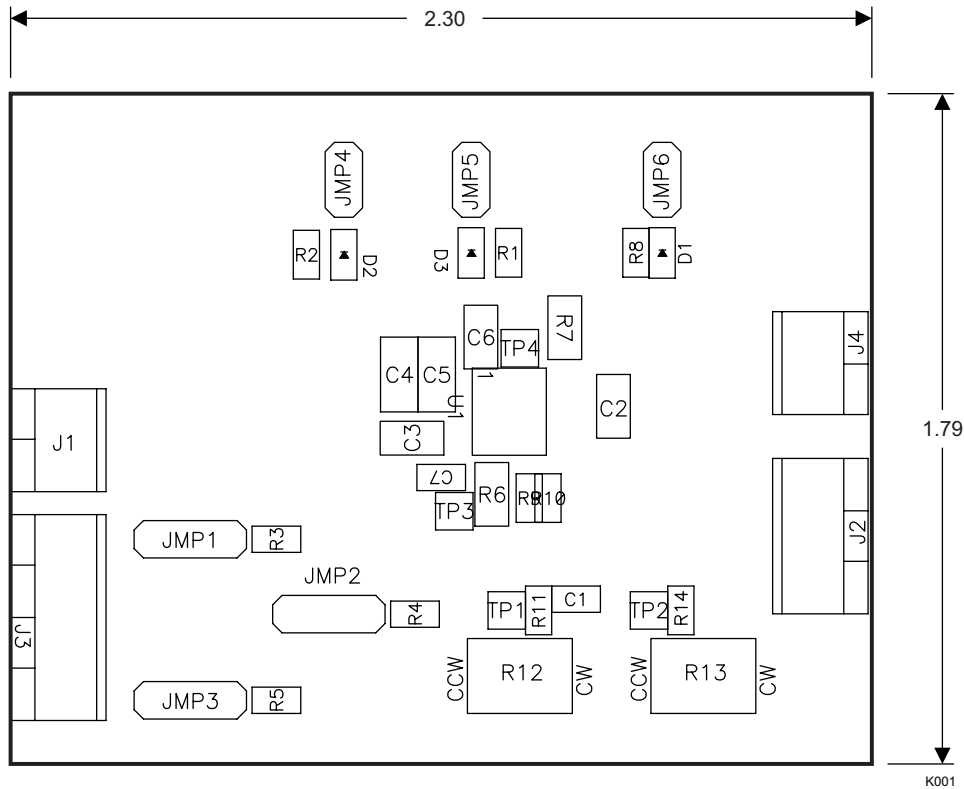 2.30
JMP4
JMP5
JMP6
R2
D2
D3
R1
R8
D1
C6
TP4
R7
J4
C4
C5
1
U1
C2
1.79
J1
C3
C7
R6
R9
R10
TP3
J2
JMP1
R3
JMP2
R4
TP1
R11
C1
TP2
R14
J3
CCW
R12
CW
CCW
R13
CW
JMP3
R5
K001